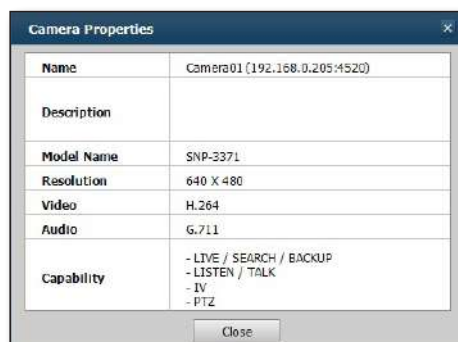 Camera Properties
Name Camera01 (192.168.0.205:4520)
Description
Model Name SNP-3371
Resolution 640 X 480
Video H.264
Audio G.711
Capability
- LIVE / SEARCH / BACKUP
- LISTEN / TALK
- IV
- PTZ
Close